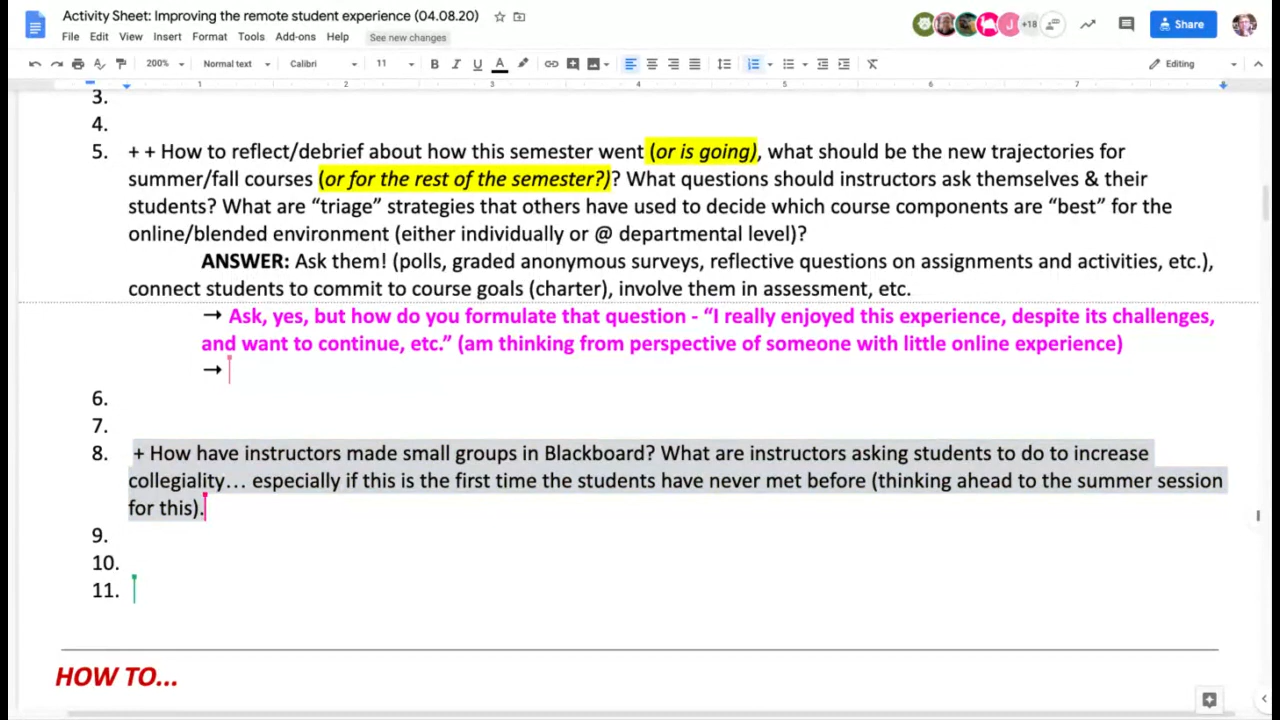 Activity Sheet: Improving the remote student experience (04.08.20)
File Edit View Insert Format Tools Add-ons Help See new changes
J +18 Share
200% Normal text Calibri 11 B I U A Editing
1 2 3 4 5 6 7
3.
4.
5. + + How to reflect/debrief about how this semester went (or is going), what should be the new trajectories for
summer/fall courses (or for the rest of the semester?)? What questions should instructors ask themselves & their
students? What are “triage” strategies that others have used to decide which course components are “best” for the
online/blended environment (either individually or @ departmental level)?
ANSWER: Ask them! (polls, graded anonymous surveys, reflective questions on assignments and activities, etc.),
connect students to commit to course goals (charter), involve them in assessment, etc.
→ Ask, yes, but how do you formulate that question - “I really enjoyed this experience, despite its challenges,
and want to continue, etc.” (am thinking from perspective of someone with little online experience)
→
6.
7.
8. + How have instructors made small groups in Blackboard? What are instructors asking students to do to increase
collegiality… especially if this is the first time the students have never met before (thinking ahead to the summer session
for this).
9.
10.
11.
HOW TO...